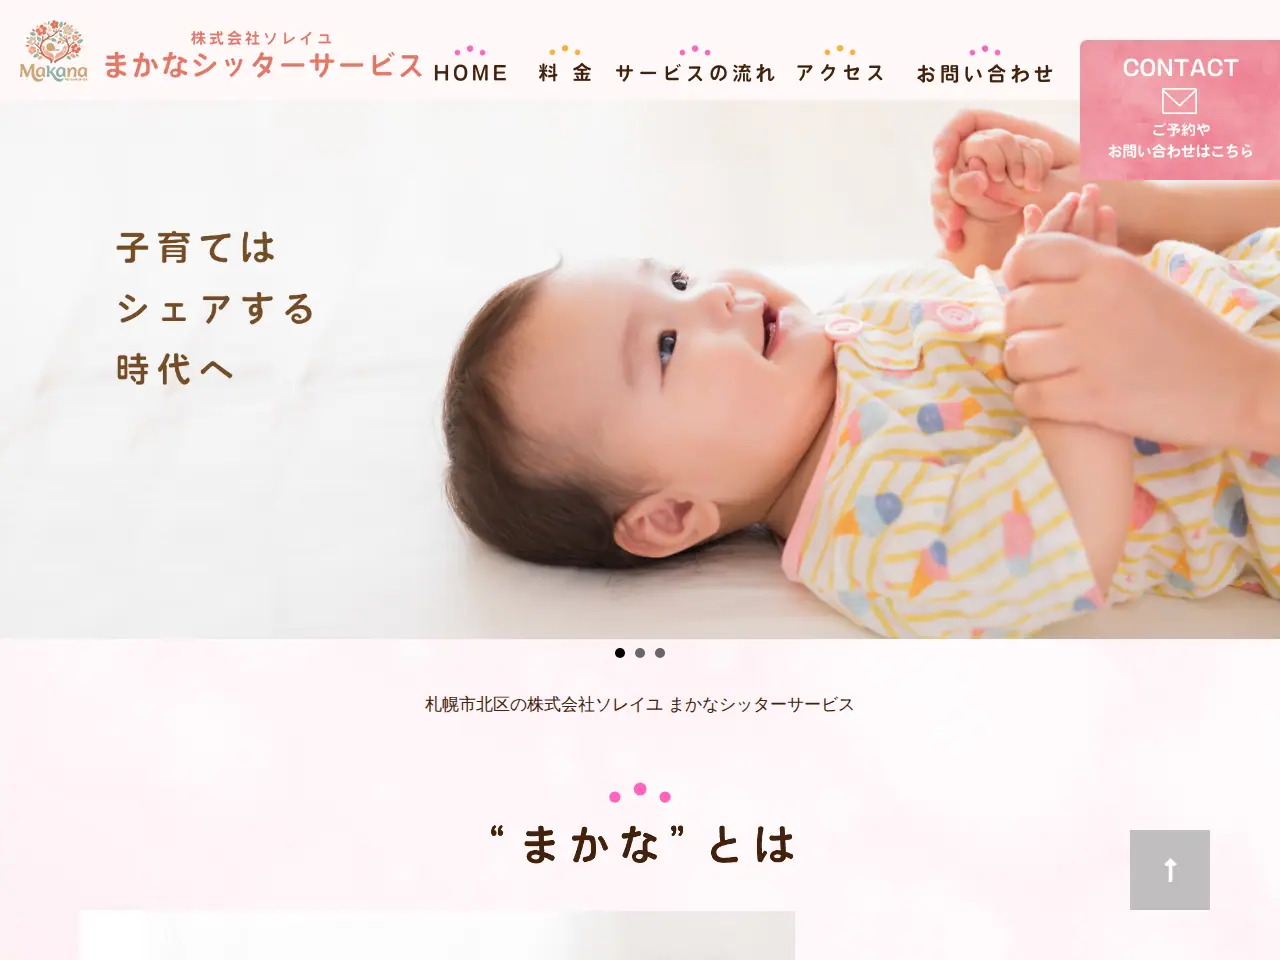 Makana
株式会社ソレイユ
まかなシッターサービス
HOME
料 金
サービスの流れ
アクセス
お問い合わせ
CONTACT
ご予約や
お問い合わせはこちら
子育ては
シェアする
時代へ
札幌市北区の株式会社ソレイユ まかなシッターサービス
“まかな”とは
↑